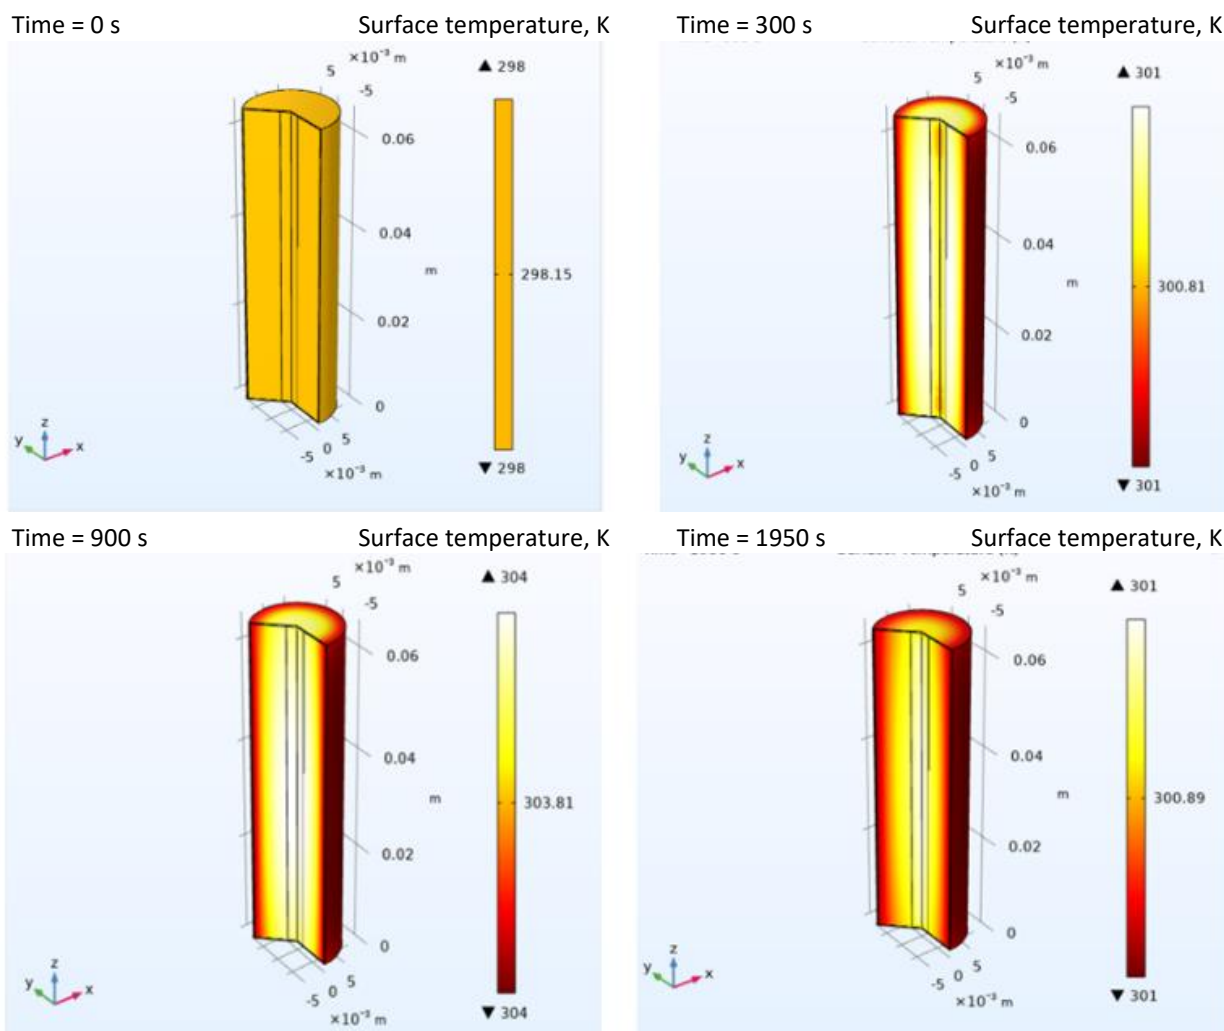 Time = 0 s Surface temperature, K
×10⁻³ m
5
-5
▲ 298
0.06
0.04
m
298.15
0.02
0
z
y
x
5
0
-5
×10⁻³ m
▼ 298
Time = 300 s Surface temperature, K
×10⁻³ m
5
-5
▲ 301
0.06
0.04
m
300.81
0.02
0
z
y
x
5
0
-5
×10⁻³ m
▼ 301
Time = 900 s Surface temperature, K
×10⁻³ m
5
-5
▲ 304
0.06
0.04
m
303.81
0.02
0
z
y
x
5
0
-5
×10⁻³ m
▼ 304
Time = 1950 s Surface temperature, K
×10⁻³ m
5
-5
▲ 301
0.06
0.04
m
300.89
0.02
0
z
y
x
5
0
-5
×10⁻³ m
▼ 301